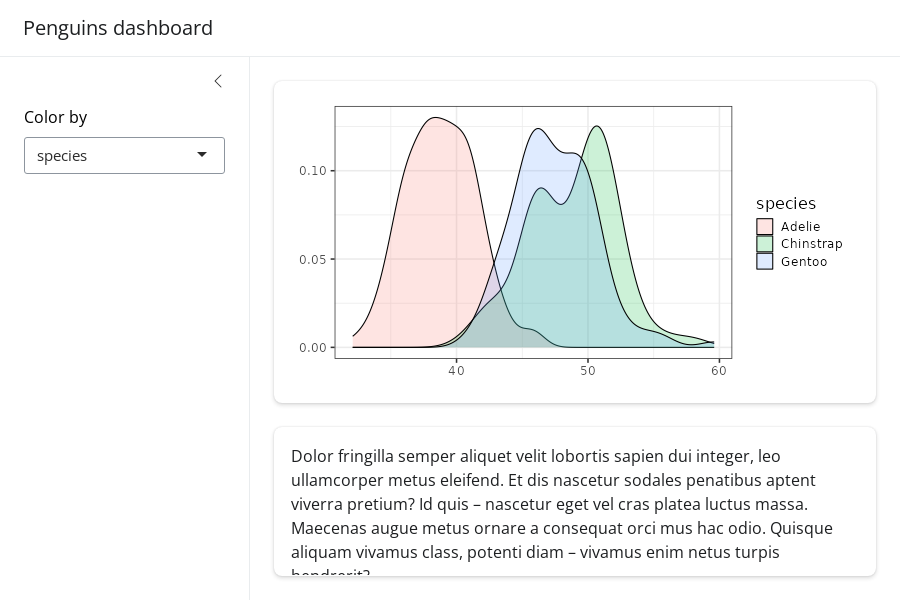 Penguins dashboard
Color by
species
0.10
0.05
0.00
40 50 60
species
Adelie
Chinstrap
Gentoo
Dolor fringilla semper aliquet velit lobortis sapien dui integer, leo
ullamcorper metus eleifend. Et dis nascetur sodales penatibus aptent
viverra pretium? Id quis – nascetur eget vel cras platea luctus massa.
Maecenas augue metus ornare a consequat orci mus hac odio. Quisque
aliquam vivamus class, potenti diam – vivamus enim netus turpis
hendrerit?